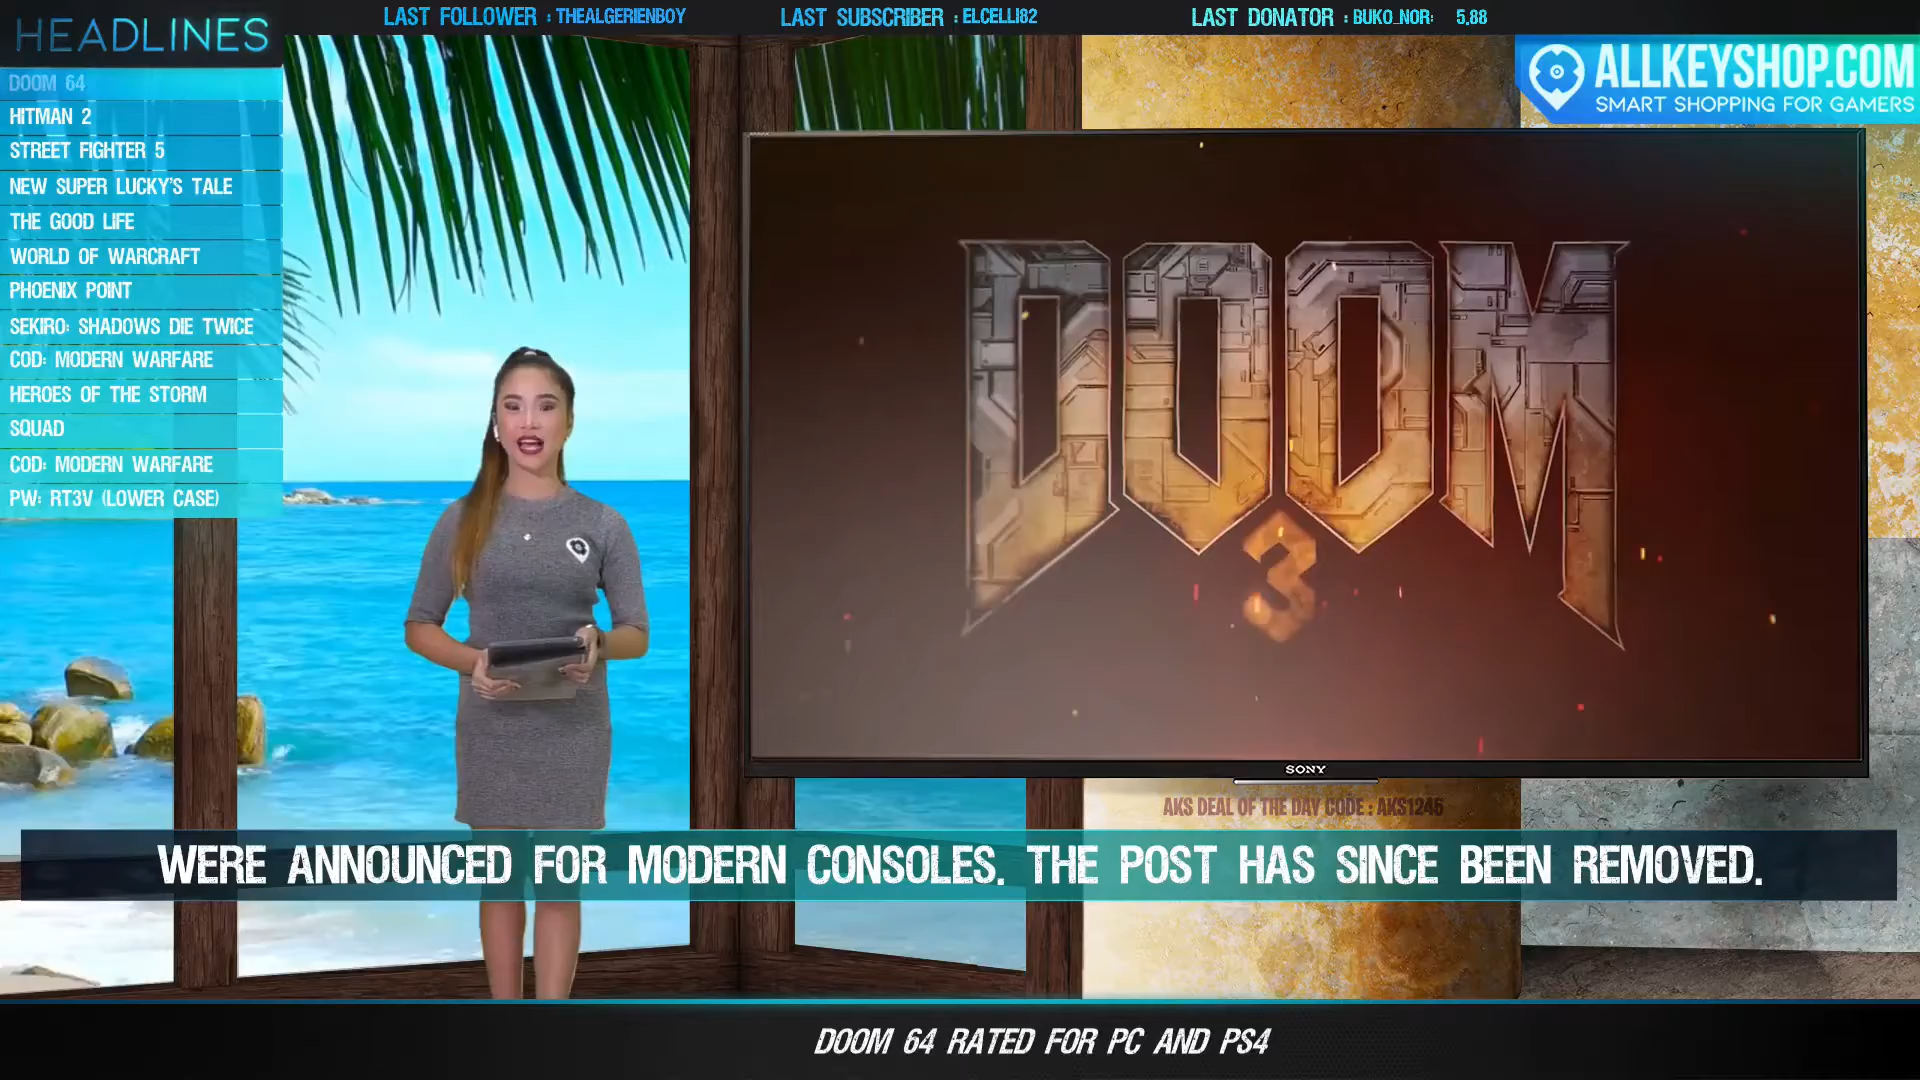 HEADLINES
LAST FOLLOWER : THEALGERIENBOY
LAST SUBSCRIBER : ELCELLI82
LAST DONATOR : BUKO_NOR: 5.88
ALLKEYSHOP.COM
SMART SHOPPING FOR GAMERS
DOOM 64
HITMAN 2
STREET FIGHTER 5
NEW SUPER LUCKY'S TALE
THE GOOD LIFE
WORLD OF WARCRAFT
PHOENIX POINT
SEKIRO: SHADOWS DIE TWICE
COD: MODERN WARFARE
HEROES OF THE STORM
SQUAD
COD: MODERN WARFARE
PW: RT3V (LOWER CASE)
DOOM
3
SONY
AKS DEAL OF THE DAY CODE : AKS1245
WERE ANNOUNCED FOR MODERN CONSOLES. THE POST HAS SINCE BEEN REMOVED.
DOOM 64 RATED FOR PC AND PS4